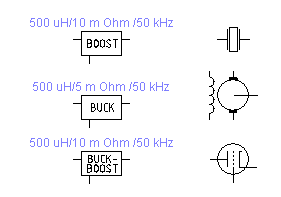 500 uH/10 m Ohm /50 kHz
BOOST
500 uH/5 m Ohm /50 kHz
BUCK
500 uH/10 m Ohm /50 kHz
BUCK-
BOOST